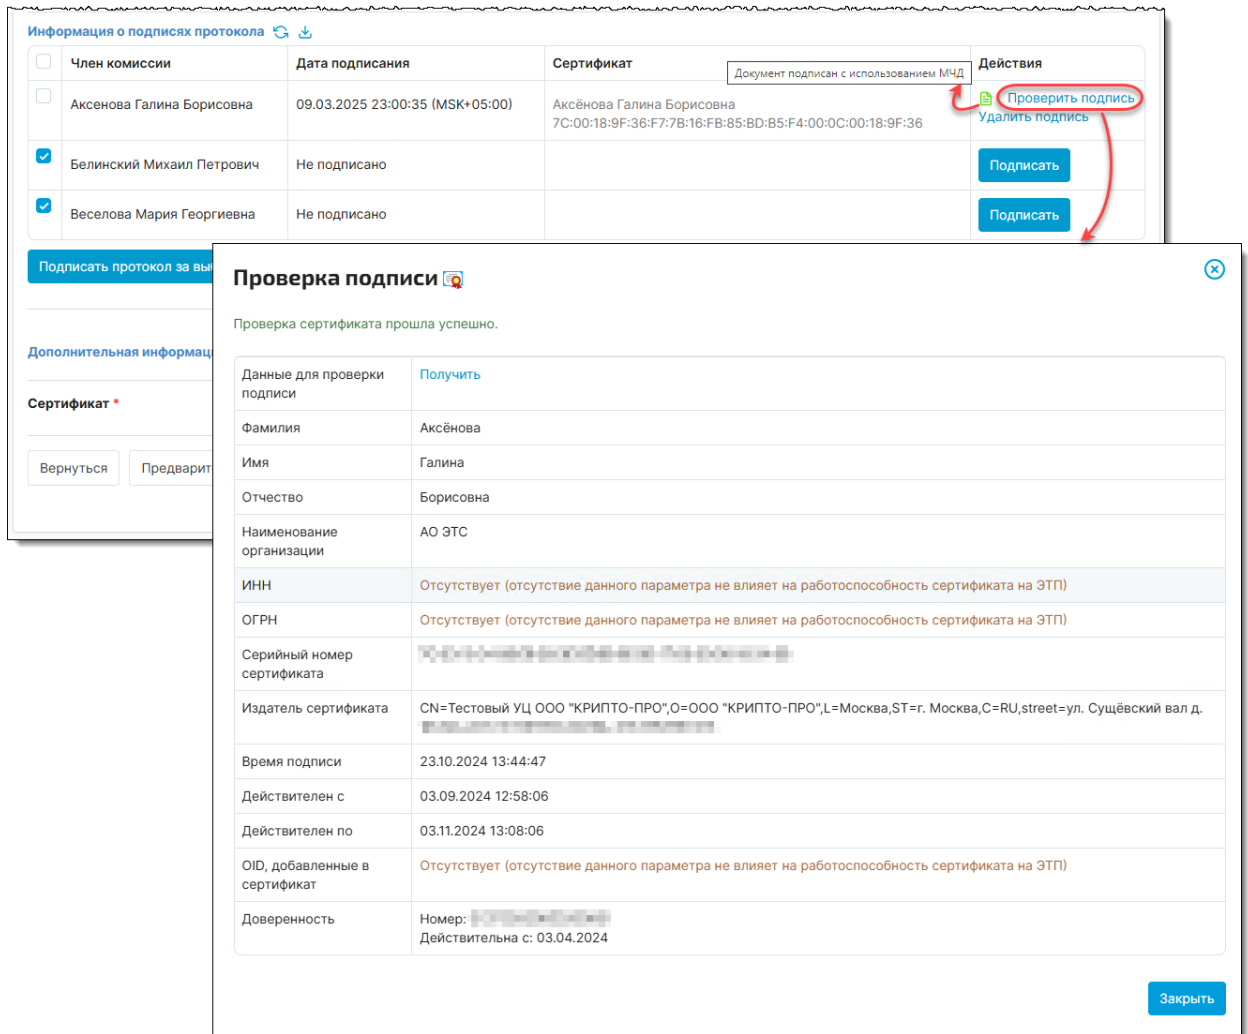 Информация о подписях протокола
Член комиссии
Дата подписания
Сертификат
Действия
Документ подписан с использованием МЧД
Аксенова Галина Борисовна
09.03.2025 23:00:35 (MSK+05:00)
Аксёнова Галина Борисовна
7C:00:18:9F:36:F7:7B:16:FB:85:BD:B5:F4:00:0C:00:18:9F:36
Проверить подпись
Удалить подпись
Белинский Михаил Петрович
Не подписано
Подписать
Веселова Мария Георгиевна
Не подписано
Подписать
Подписать протокол за
Дополнительная
Сертификат *
Вернуться
Проверка подписи
Проверка сертификата прошла успешно.
Данные для проверки
подписи
Получить
Фамилия
Аксёнова
Имя
Галина
Отчество
Борисовна
Наименование
организации
АО ЭТС
ИНН
Отсутствует (отсутствие данного параметра не влияет на работоспособность сертификата на ЭТП)
ОГРН
Отсутствует (отсутствие данного параметра не влияет на работоспособность сертификата на ЭТП)
Серийный номер
сертификата
Издатель сертификата
CN=Тестовый УЦ ООО "КРИПТО-ПРО",O=ООО "КРИПТО-ПРО",L=Москва,ST=г. Москва,C=RU,street=ул. Сущёвский вал д.
Время подписи
23.10.2024 13:44:47
Действителен с
03.09.2024 12:58:06
Действителен по
03.11.2024 13:08:06
OID, добавленные в
сертификат
Отсутствует (отсутствие данного параметра не влияет на работоспособность сертификата на ЭТП)
Доверенность
Номер:
Действительна с: 03.04.2024
Закрыть